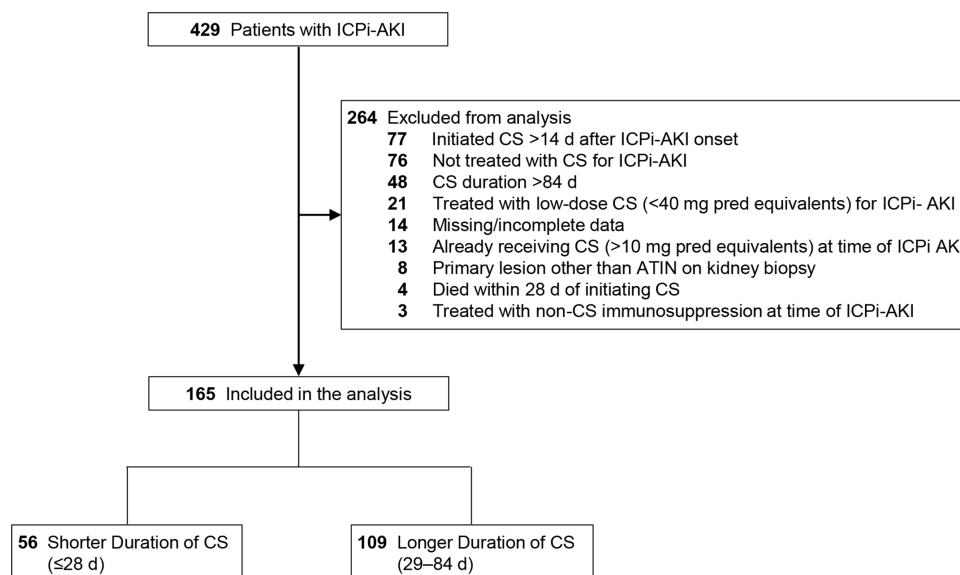 429 Patients with ICPi-AKI
264 Excluded from analysis
77 Initiated CS >14 d after ICPi-AKI onset
76 Not treated with CS for ICPi-AKI
48 CS duration >84 d
21 Treated with low-dose CS (<40 mg pred equivalents) for ICPi- AKI
14 Missing/incomplete data
13 Already receiving CS (>10 mg pred equivalents) at time of ICPi AK
8 Primary lesion other than ATIN on kidney biopsy
4 Died within 28 d of initiating CS
3 Treated with non-CS immunosuppression at time of ICPi-AKI
165 Included in the analysis
56 Shorter Duration of CS
(≤28 d)
109 Longer Duration of CS
(29–84 d)